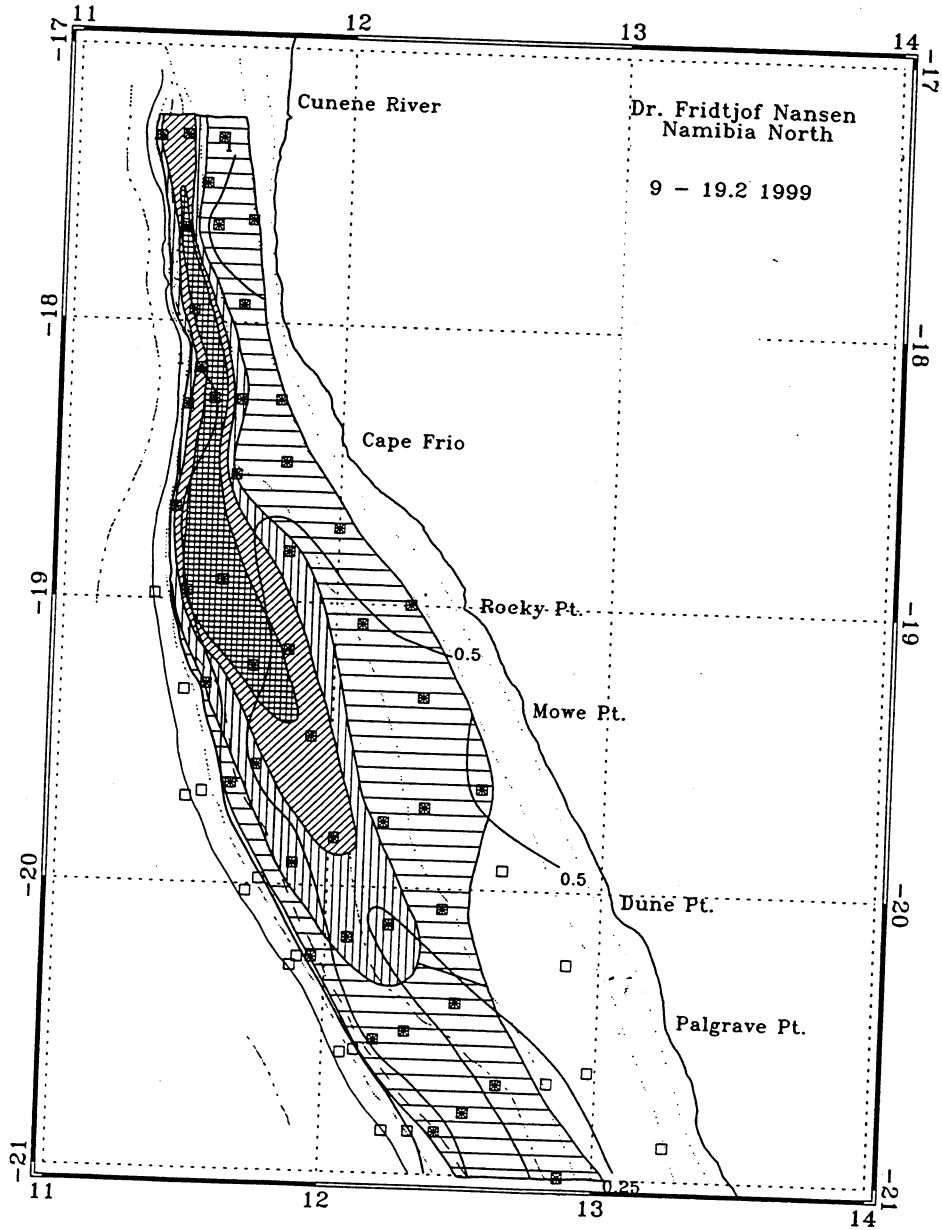 11 12 13 14
-17 -17
Cunene River
Dr. Fridtjof Nansen
Namibia North
9 - 19.2 1999
1
-18 -18
Cape Frio
-19 -19
Rocky Pt.
0.5
Mowe Pt.
0.5
-20 -20
Dune Pt.
Palgrave Pt.
-21 -21
0.25
11 12 13 14